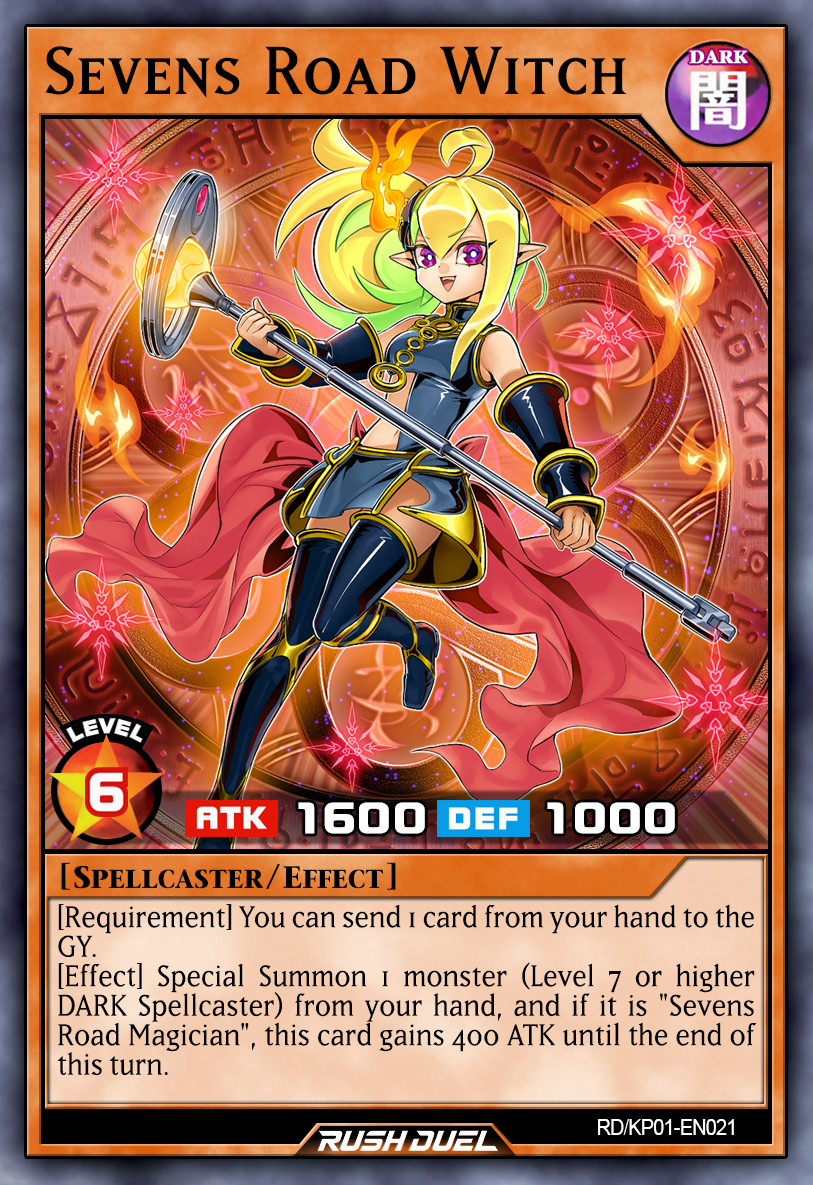 Sevens Road Witch
DARK
闇
LEVEL
6
ATK 1600 DEF 1000
[Spellcaster/Effect]
[Requirement] You can send 1 card from your hand to the
GY.
[Effect] Special Summon 1 monster (Level 7 or higher
DARK Spellcaster) from your hand, and if it is "Sevens
Road Magician", this card gains 400 ATK until the end of
this turn.
RD/KP01-EN021
RUSH DUEL